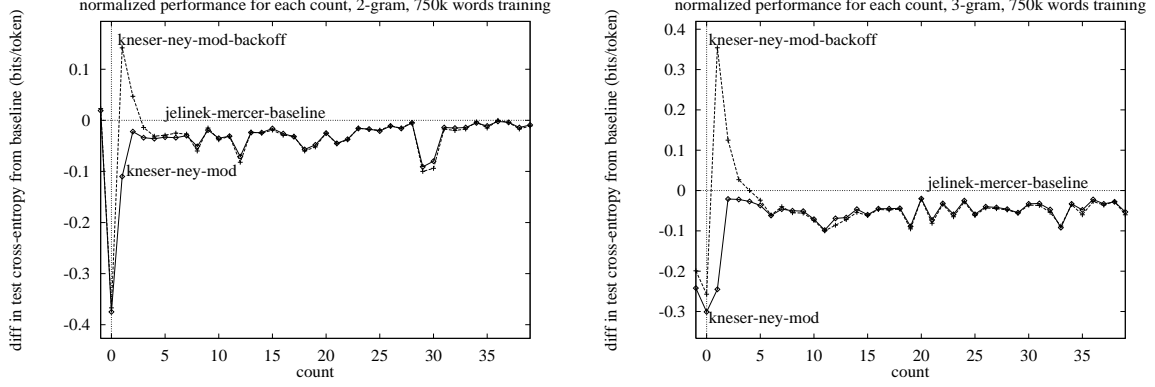 normalized performance for each count, 2-gram, 750k words training
diff in test cross-entropy from baseline (bits/token)
0.1
0
-0.1
-0.2
-0.3
-0.4
kneser-ney-mod-backoff
jelinek-mercer-baseline
kneser-ney-mod
0 5 10 15 20 25 30 35
count
normalized performance for each count, 3-gram, 750k words training
diff in test cross-entropy from baseline (bits/token)
0.4
0.3
0.2
0.1
0
-0.1
-0.2
-0.3
kneser-ney-mod-backoff
jelinek-mercer-baseline
kneser-ney-mod
0 5 10 15 20 25 30 35
count